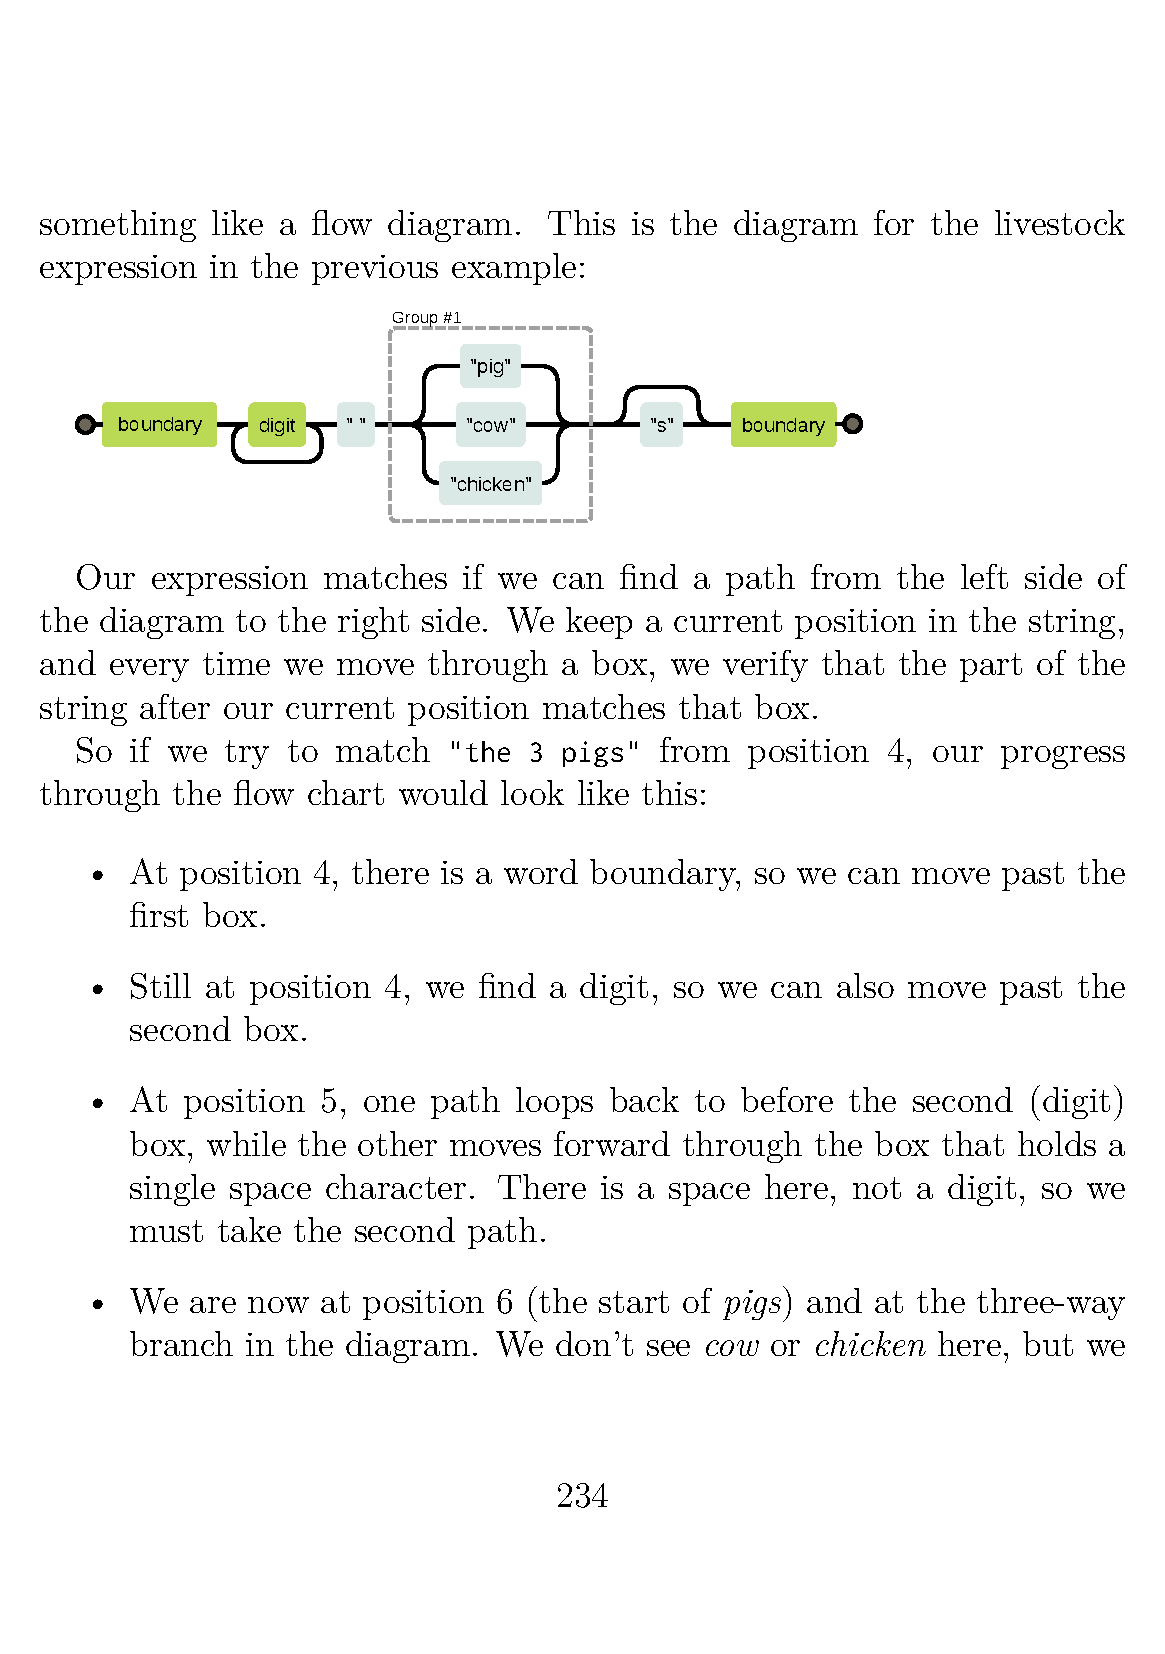 something like a flow diagram. This is the diagram for the livestock
expression in the previous example:
Group #1
boundary
digit
" "
"pig"
"cow"
"chicken"
"s"
boundary
Our expression matches if we can find a path from the left side of
the diagram to the right side. We keep a current position in the string,
and every time we move through a box, we verify that the part of the
string after our current position matches that box.
So if we try to match "the 3 pigs" from position 4, our progress
through the flow chart would look like this:
• At position 4, there is a word boundary, so we can move past the
first box.
• Still at position 4, we find a digit, so we can also move past the
second box.
• At position 5, one path loops back to before the second (digit)
box, while the other moves forward through the box that holds a
single space character. There is a space here, not a digit, so we
must take the second path.
• We are now at position 6 (the start of pigs) and at the three-way
branch in the diagram. We don't see cow or chicken here, but we
234